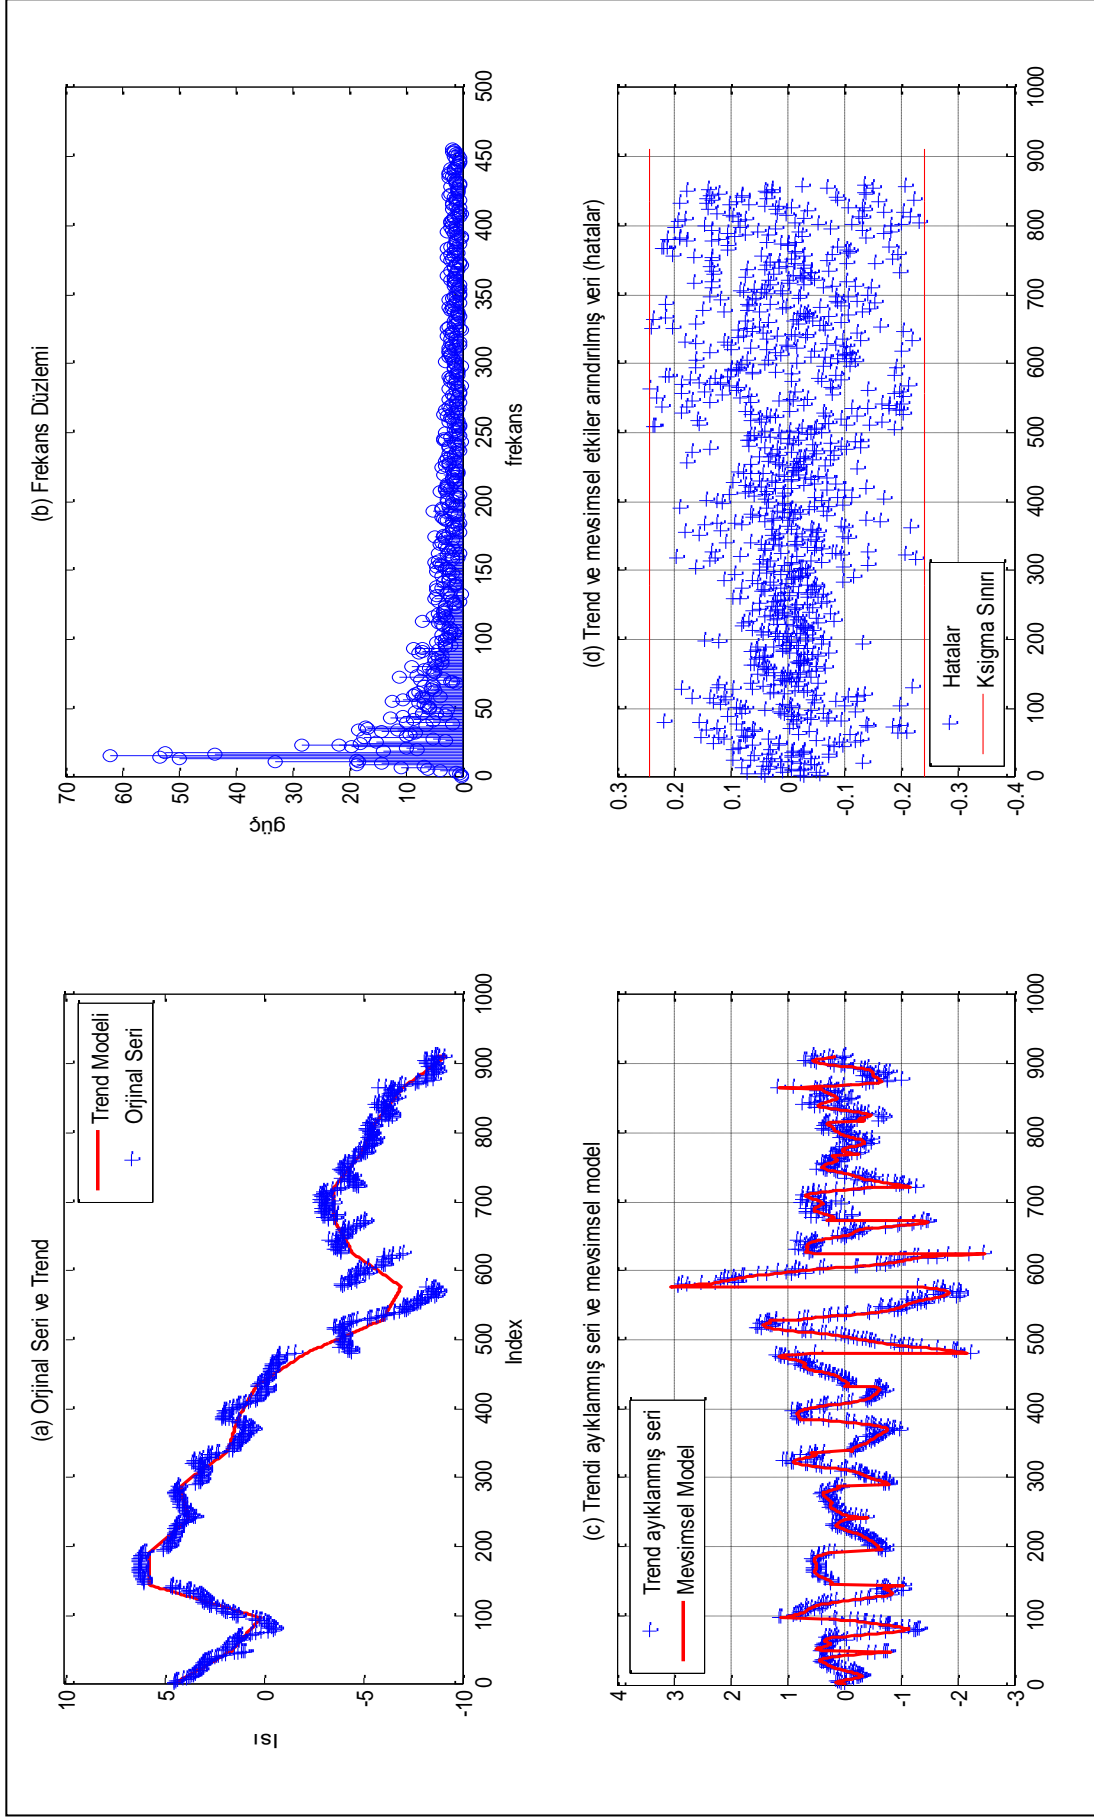 (a) Orjinal Seri ve Trend
10
5
0
-5
-10
Isı
0 100 200 300 400 500 600 700 800 900 1000
Index
Trend Modeli
Orjinal Seri
(b) Frekans Düzlemi
70
60
50
40
30
20
10
0
güç
0 50 100 150 200 250 300 350 400 450 500
frekans
(c) Trendi ayıklanmış seri ve mevsimsel model
4
3
2
1
0
-1
-2
-3
0 100 200 300 400 500 600 700 800 900 1000
Trend ayıklanmış seri
Mevsimsel Model
(d) Trend ve mevsimsel etkiler arındırılmış veri (hatalar)
0.3
0.2
0.1
0
-0.1
-0.2
-0.3
-0.4
0 100 200 300 400 500 600 700 800 900 1000
Hatalar
Ksigma Sınırı